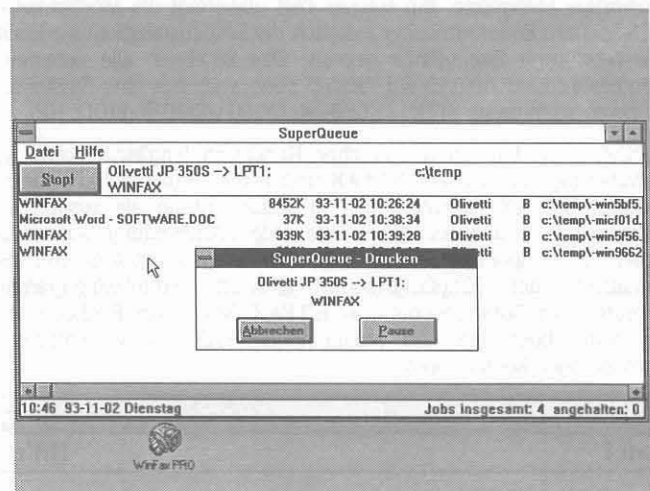 SuperQueue
Datei Hilfe
Stop!
Olivetti JP 350S -> LPT1:
WINFAX
c:\temp
WINFAX 8452K 93-11-02 10:26:24 Olivetti B c:\temp\~win5bf5.
Microsoft Word - SOFTWARE.DOC 37K 93-11-02 10:38:34 Olivetti B c:\temp\~micf01d.
WINFAX 939K 93-11-02 10:39:28 Olivetti B c:\temp\~win5f56.
WINFAX B c:\temp\~win9662
SuperQueue - Drucken
Olivetti JP 350S -> LPT1:
WINFAX
Abbrechen Pause
10:46 93-11-02 Dienstag Jobs insgesamt: 4 angehalten: 0
WinFax PRO